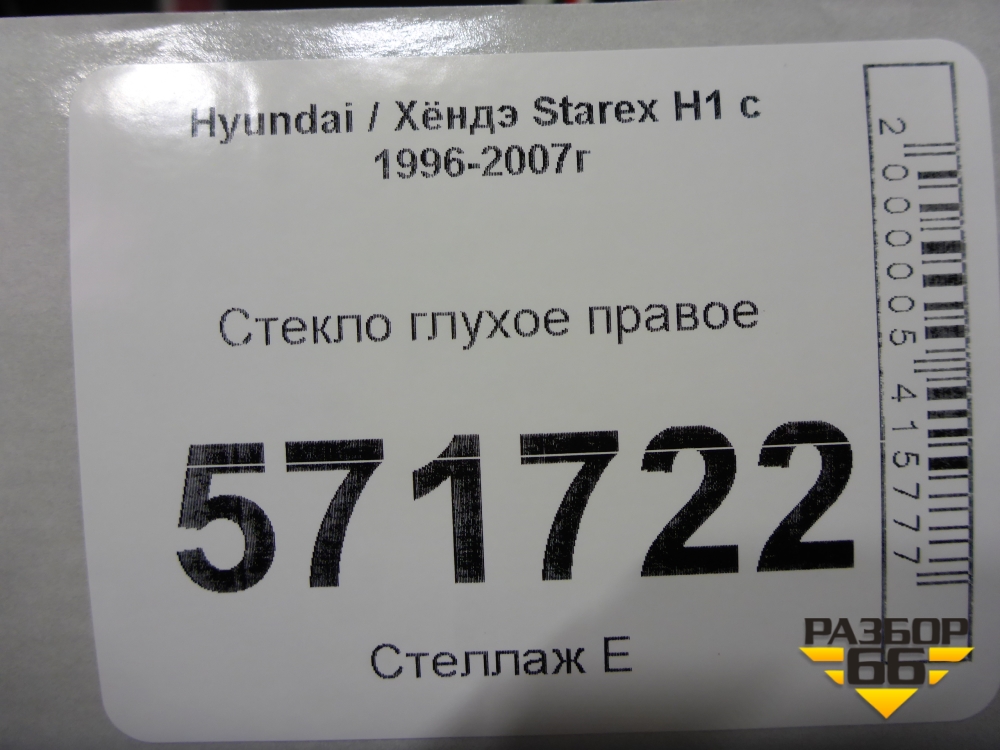 Hyundai / Хёндэ Starex H1 с
1996-2007г
Стекло глухое правое
571722
Стеллаж Е
2000005415777
РАЗБОР
66